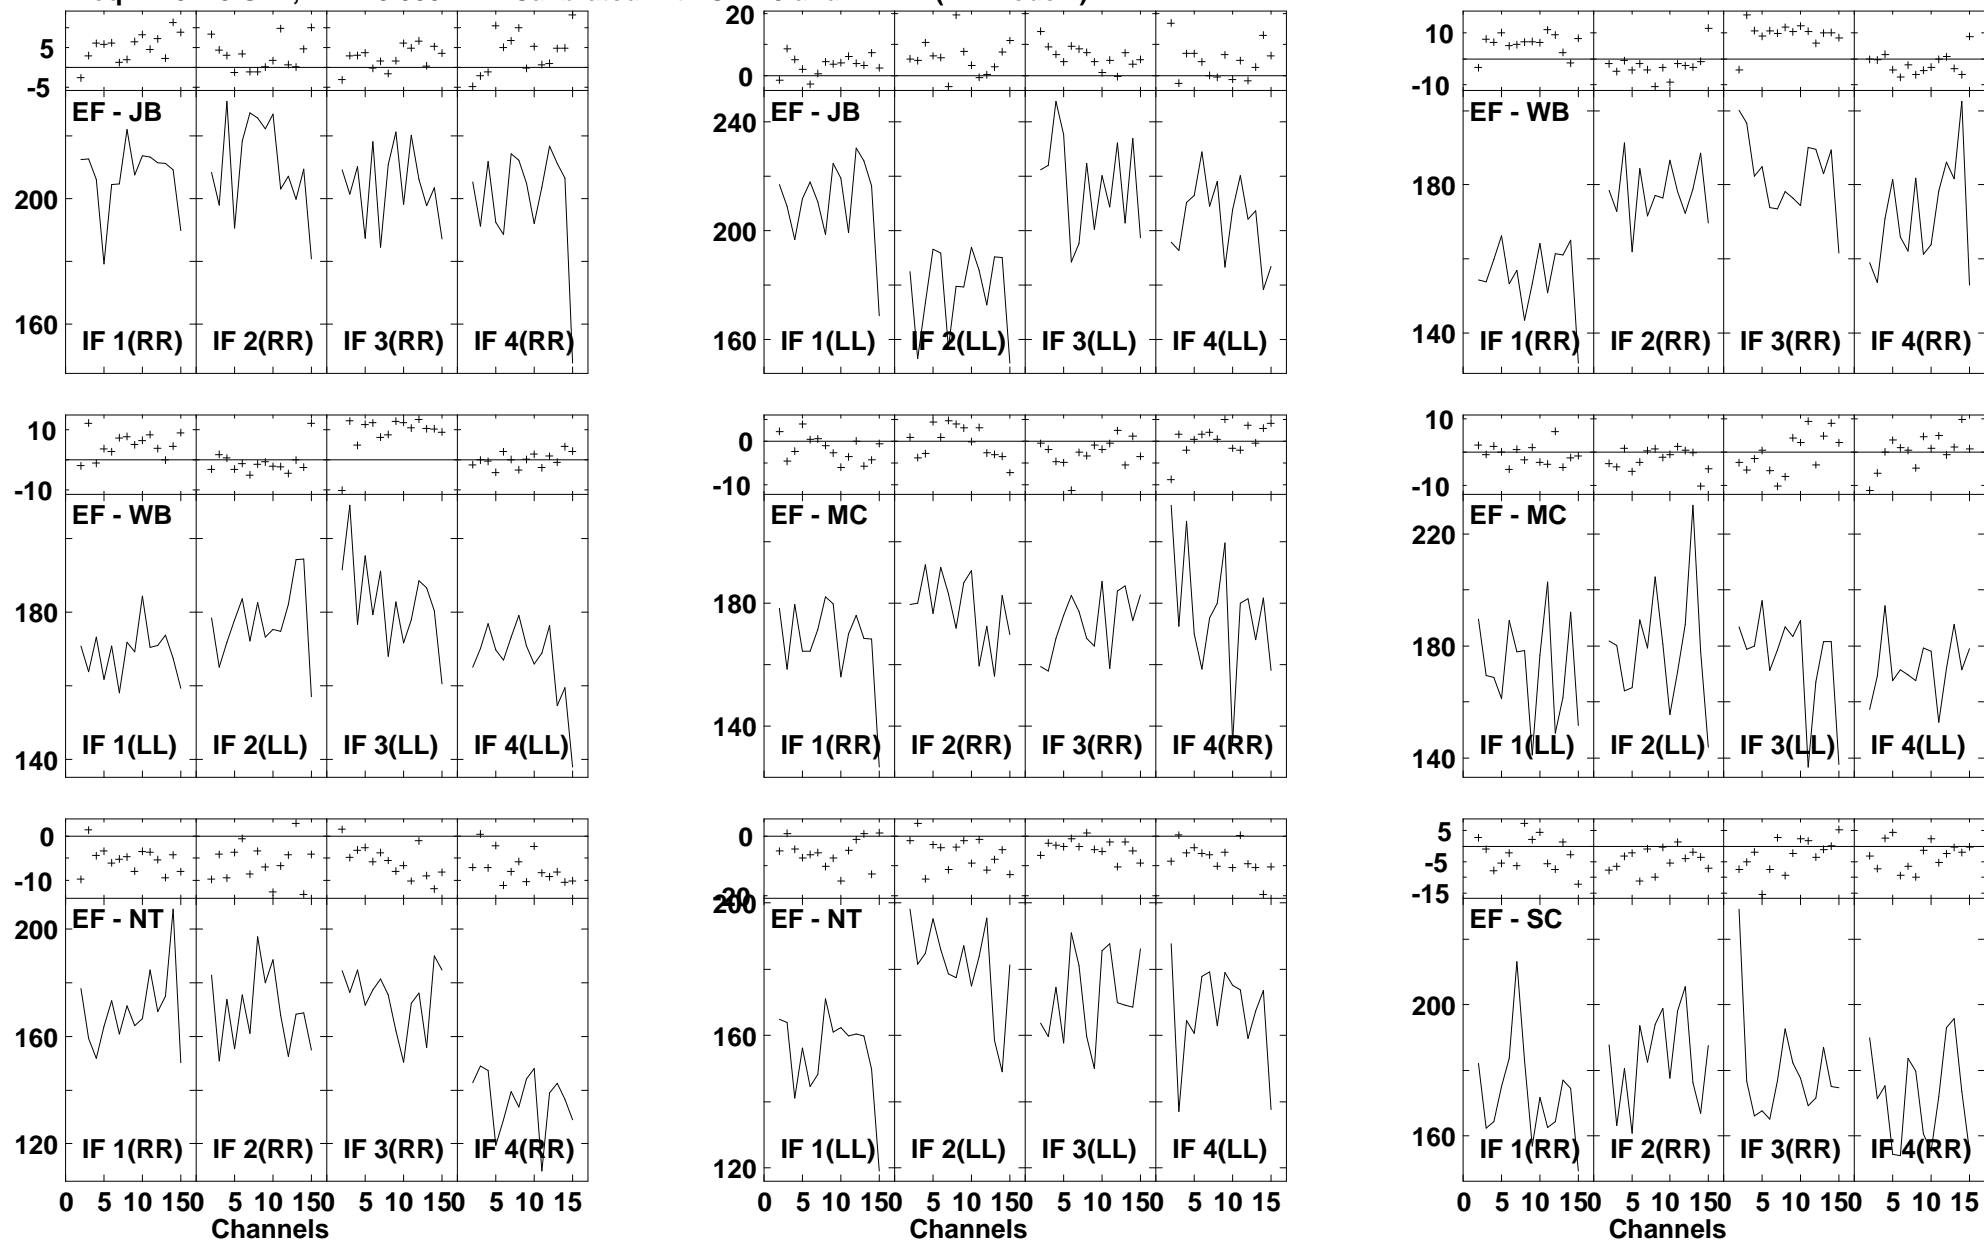 5
-5
EF - JB
200
160
IF 1(RR) IF 2(RR) IF 3(RR) IF 4(RR)
20
0
EF - JB
240
200
160
IF 1(LL) IF 2(LL) IF 3(LL) IF 4(LL)
10
-10
EF - WB
180
140
IF 1(RR) IF 2(RR) IF 3(RR) IF 4(RR)
10
-10
EF - WB
180
140
IF 1(LL) IF 2(LL) IF 3(LL) IF 4(LL)
0
-10
EF - MC
180
140
IF 1(RR) IF 2(RR) IF 3(RR) IF 4(RR)
10
-10
EF - MC
220
180
140
IF 1(LL) IF 2(LL) IF 3(LL) IF 4(LL)
0
-10
EF - NT
200
160
120
IF 1(RR) IF 2(RR) IF 3(RR) IF 4(RR)
0 5 10 150 5 10 150 5 10 150 5 10 15
Channels
0
20
200
EF - NT
160
120
IF 1(LL) IF 2(LL) IF 3(LL) IF 4(LL)
0 5 10 150 5 10 150 5 10 150 5 10 15
Channels
5
-5
-15
EF - SC
200
160
IF 1(RR) IF 2(RR) IF 3(RR) IF 4(RR)
0 5 10 150 5 10 150 5 10 150 5 10 15
Channels